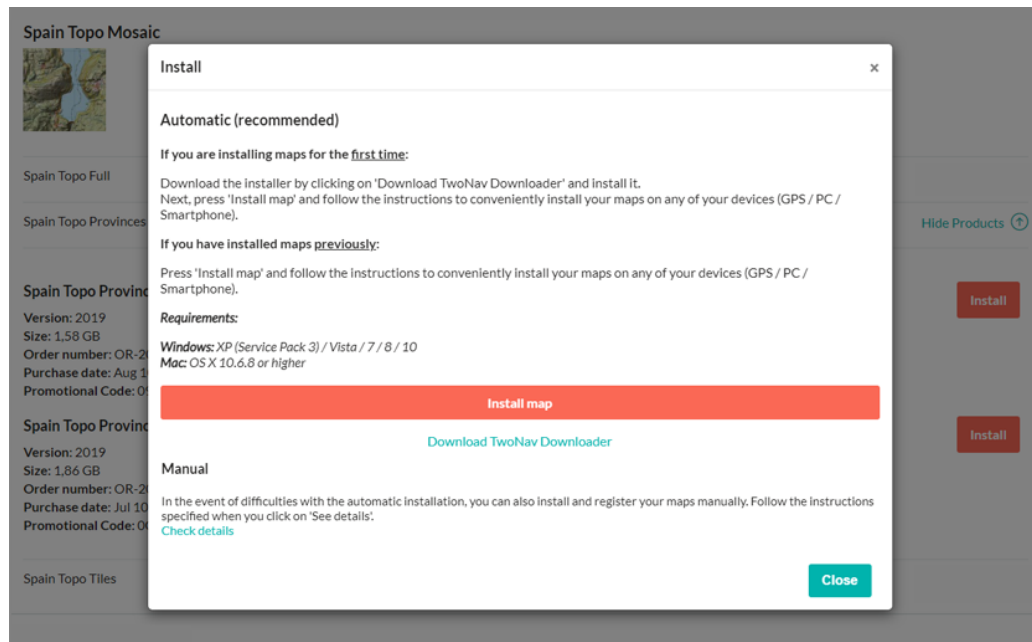 Spain Topo Mosaic
Install
×
Automatic (recommended)
If you are installing maps for the first time:
Download the installer by clicking on 'Download TwoNav Downloader' and install it.
Next, press 'Install map' and follow the instructions to conveniently install your maps on any of your devices (GPS / PC /
Smartphone).
If you have installed maps previously:
Press 'Install map' and follow the instructions to conveniently install your maps on any of your devices (GPS / PC /
Smartphone).
Requirements:
Windows: XP (Service Pack 3) / Vista / 7 / 8 / 10
Mac: OS X 10.6.8 or higher
Install map
Download TwoNav Downloader
Manual
In the event of difficulties with the automatic installation, you can also install and register your maps manually. Follow the instructions
specified when you click on 'See details'.
Check details
Close
Spain Topo Full
Spain Topo Provinces
Hide Products
Spain Topo
Version: 2019
Size: 1,58 GB
Order number:
Purchase date: Aug
Promotional Code:
Install
Spain Topo
Version: 2019
Size: 1,86 GB
Order number:
Purchase date: Jul 10
Promotional Code:
Install
Spain Topo Tiles